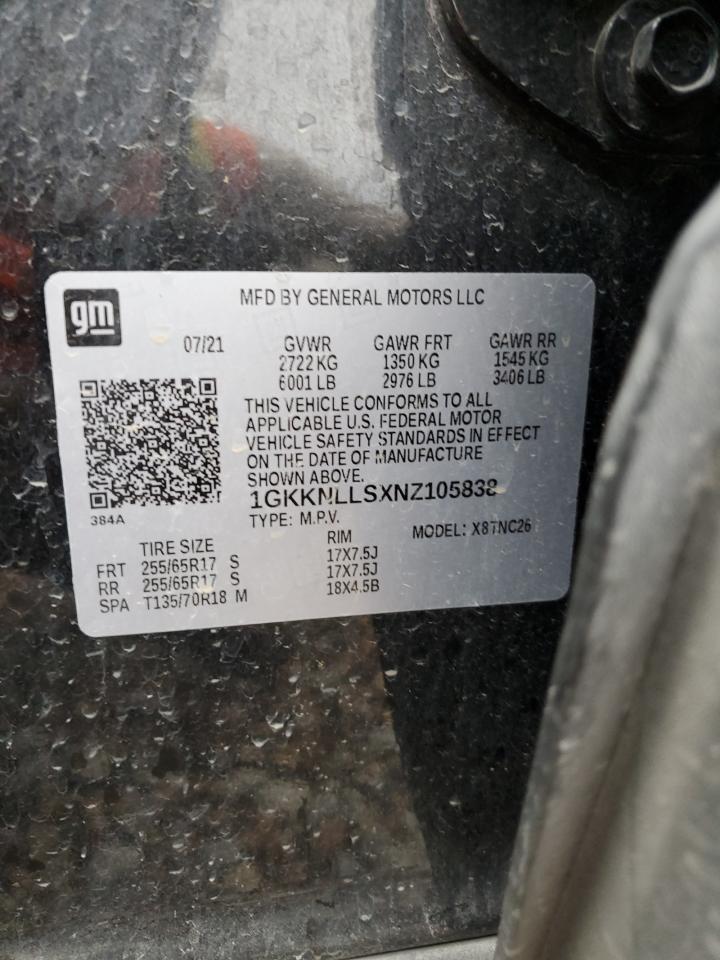 gm
MFD BY GENERAL MOTORS LLC
07/21
GVWR GAWR FRT GAWR RR
2722 KG 1350 KG 1545 KG
6001 LB 2976 LB 3406 LB
THIS VEHICLE CONFORMS TO ALL
APPLICABLE U.S. FEDERAL MOTOR
VEHICLE SAFETY STANDARDS IN EFFECT
ON THE DATE OF MANUFACTURE
SHOWN ABOVE.
1GKKNLLSXNZ105838
384A
TYPE: M.P.V. MODEL: X8TNC26
TIRE SIZE RIM
FRT 255/65R17 S 17X7.5J
RR 255/65R17 S 17X7.5J
SPA T135/70R18 M 18X4.5B